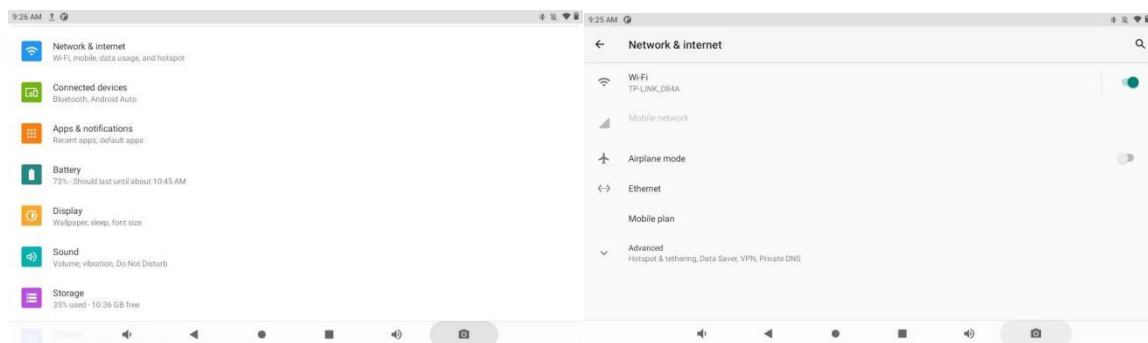 9:26 AM
Network & internet
Wi-Fi, mobile, data usage, and hotspot
Connected devices
Bluetooth, Android Auto
Apps & notifications
Recent apps, default apps
Battery
73% - Should last until about 10:45 AM
Display
Wallpaper, sleep, font size
Sound
Volume, vibration, Do Not Disturb
Storage
35% used - 10.36 GB free
Privacy
9:25 AM
Network & internet
Wi-Fi
TP-LINK_D84A
Mobile network
Airplane mode
Ethernet
Mobile plan
Advanced
Hotspot & tethering, Data Saver, VPN, Private DNS